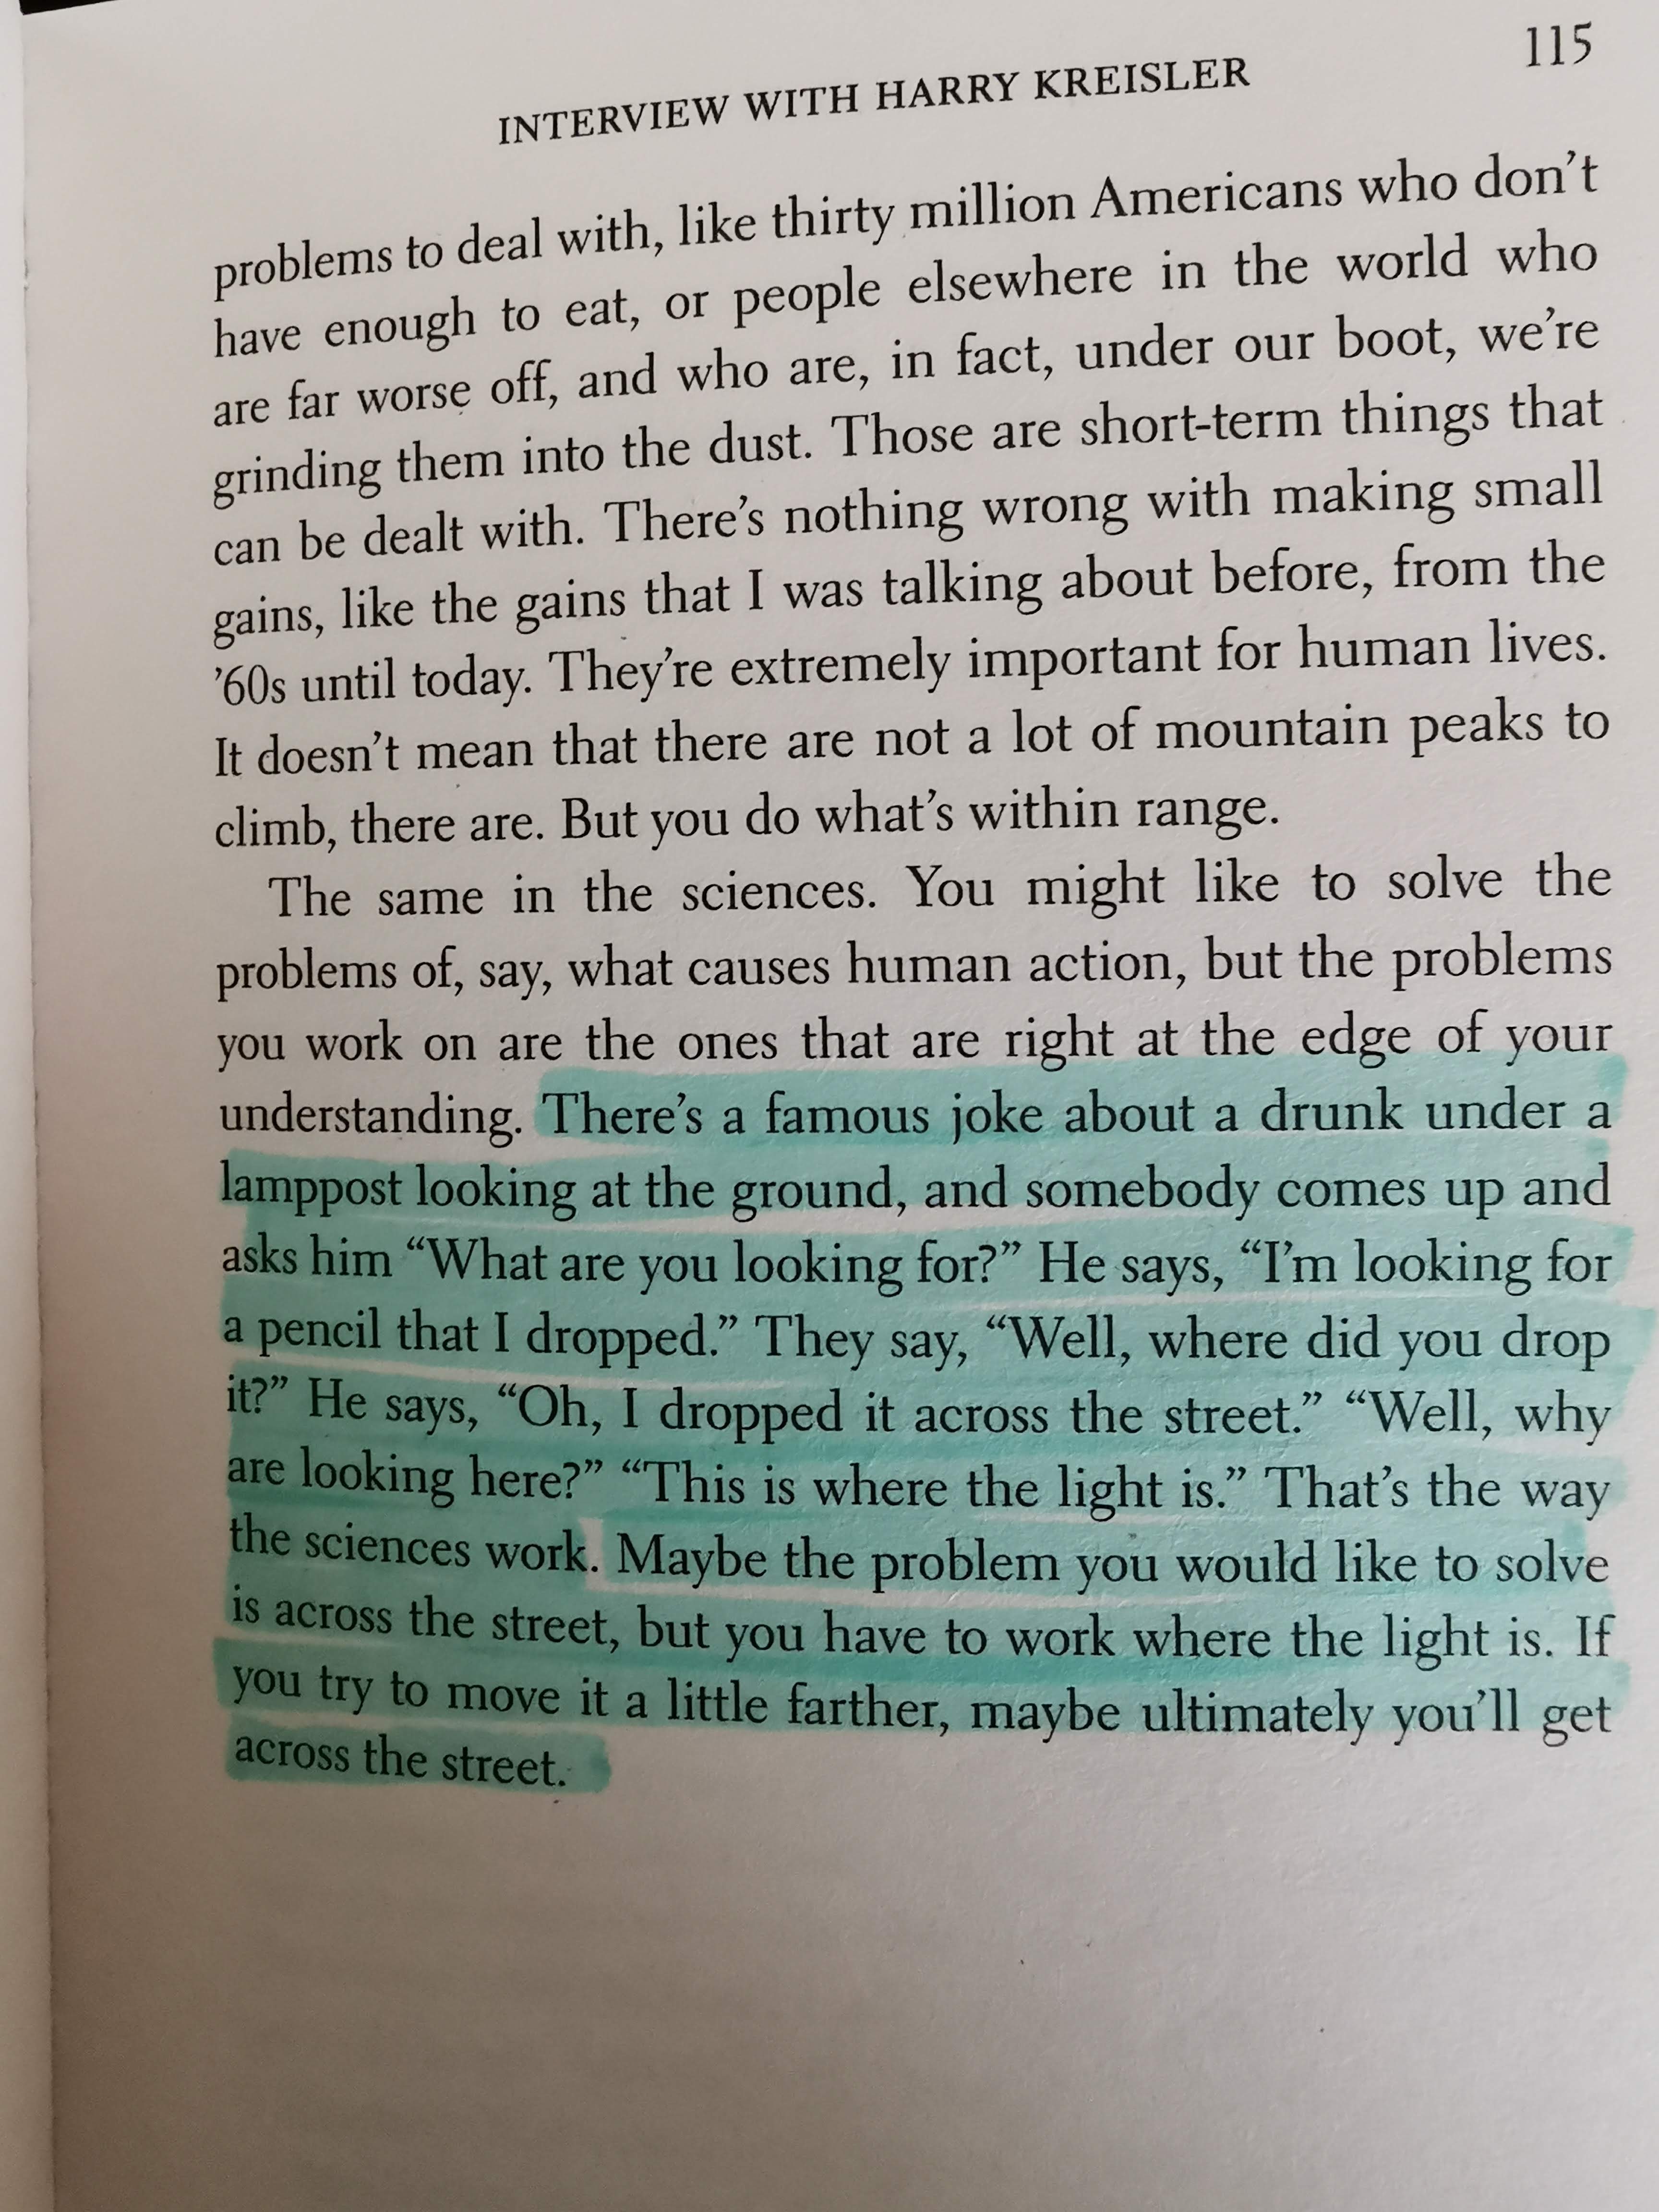 115
INTERVIEW WITH HARRY KREISLER
problems to deal with, like thirty million Americans who don’t
have enough to eat, or people elsewhere in the world who
are far worse off, and who are, in fact, under our boot, we’re
grinding them into the dust. Those are short-term things that
can be dealt with. There’s nothing wrong with making small
gains, like the gains that I was talking about before, from the
’60s until today. They’re extremely important for human lives.
It doesn’t mean that there are not a lot of mountain peaks to
climb, there are. But you do what’s within range.
The same in the sciences. You might like to solve the
problems of, say, what causes human action, but the problems
you work on are the ones that are right at the edge of your
understanding. There’s a famous joke about a drunk under a
lamppost looking at the ground, and somebody comes up and
asks him “What are you looking for?” He says, “I’m looking for
a pencil that I dropped.” They say, “Well, where did you drop
it?” He says, “Oh, I dropped it across the street.” “Well, why
are looking here?” “This is where the light is.” That’s the way
the sciences work. Maybe the problem you would like to solve
is across the street, but you have to work where the light is. If
you try to move it a little farther, maybe ultimately you’ll get
across the street.